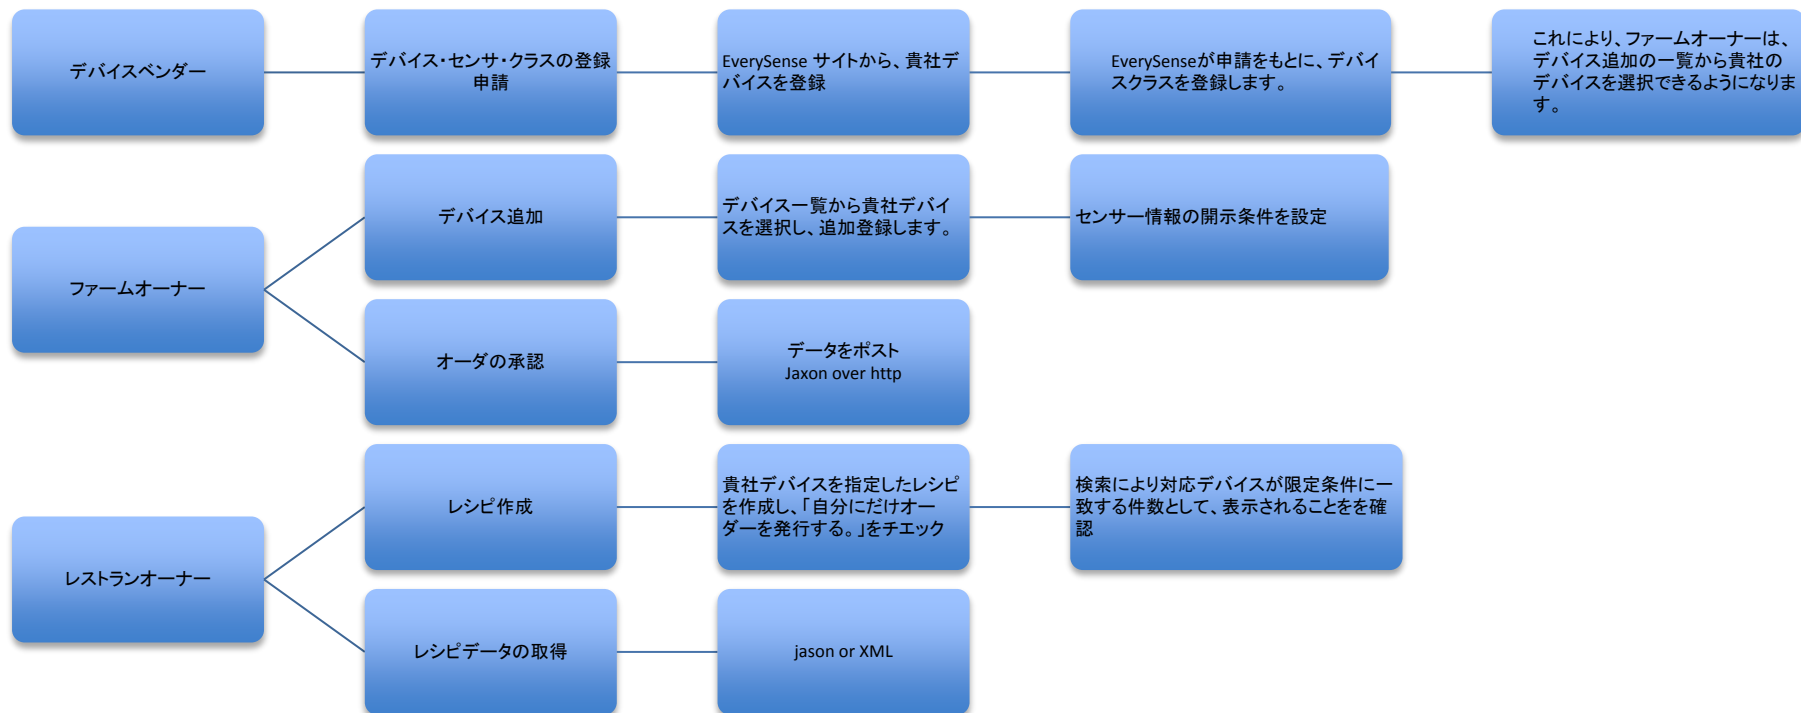 デバイスベンダー
デバイス・センサ・クラスの登録
申請
EverySense サイトから、貴社デ
バイスを登録
EverySenseが申請をもとに、デバイ
スクラスを登録します。
これにより、ファームオーナーは、
デバイス追加の一覧から貴社の
デバイスを選択できるようになりま
す。
ファームオーナー
デバイス追加
デバイス一覧から貴社デバイ
スを選択し、追加登録します。
センサー情報の開示条件を設定
オーダの承認
データをポスト
Jaxon over http
レストランオーナー
レシピ作成
貴社デバイスを指定したレシピ
を作成し、「自分にだけオー
ダーを発行する。」をチエック
検索により対応デバイスが限定条件に一
致する件数として、表示されることをを確
認
レシピデータの取得
jason or XML